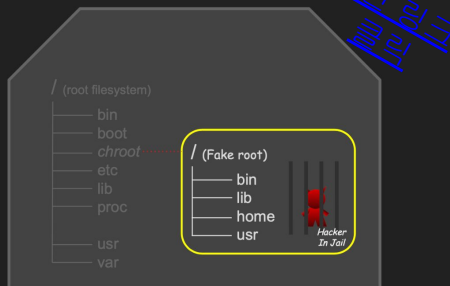 / (root filesystem)
bin
boot
chroot
etc
lib
proc
usr
var
/ (Fake root)
bin
lib
home
usr
Hacker
In Jail